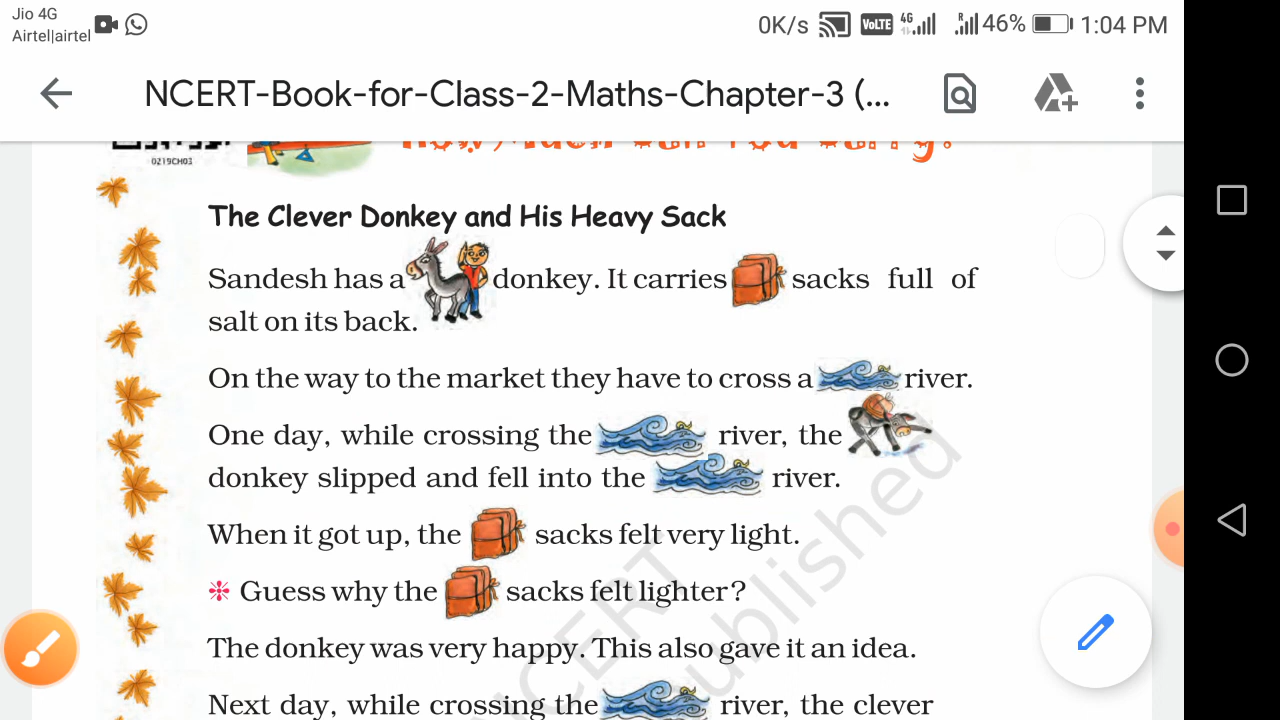 Jio 4G
Airtel|airtel
0K/s VoLTE 4G R 46% 1:04 PM
NCERT-Book-for-Class-2-Maths-Chapter-3 (...
0219CH03
The Clever Donkey and His Heavy Sack
Sandesh has a donkey. It carries sacks full of
salt on its back.
On the way to the market they have to cross a river.
One day, while crossing the river, the
donkey slipped and fell into the river.
When it got up, the sacks felt very light.
Guess why the sacks felt lighter?
The donkey was very happy. This also gave it an idea.
Next day, while crossing the river, the clever
NCERT
published